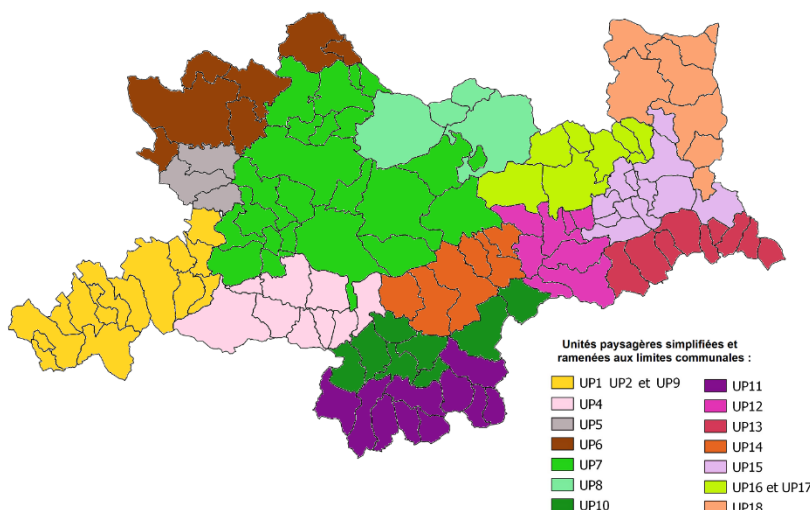 Unités paysagères simplifiées et
ramenées aux limites communales :
UP1 UP2 et UP9
UP4
UP5
UP6
UP7
UP8
UP10
UP11
UP12
UP13
UP14
UP15
UP16 et UP17
UP18